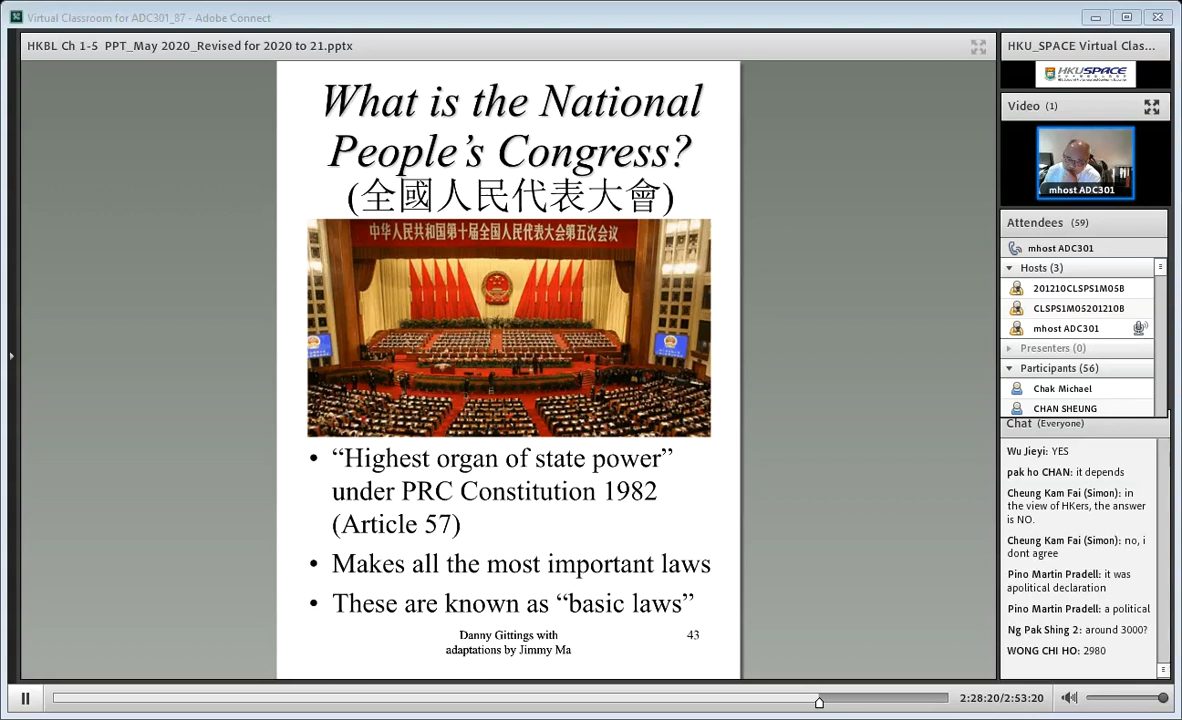 Virtual Classroom for ADC301_87 - Adobe Connect
HKBL Ch 1-5 PPT_May 2020_Revised for 2020 to 21.pptx
What is the National
People’s Congress?
(全國人民代表大會)
中华人民共和国第十届全国人民代表大会第五次会议
• “Highest organ of state power”
under PRC Constitution 1982
(Article 57)
• Makes all the most important laws
• These are known as “basic laws”
Danny Gittings with
adaptations by Jimmy Ma
43
HKU_SPACE Virtual Clas...
HKU SPACE
Video (1)
mhost ADC301
Attendees (59)
mhost ADC301
Hosts (3)
201210CLSPS1M05B
CLSPS1M05201210B
mhost ADC301
Presenters (0)
Participants (56)
Chak Michael
CHAN SHEUNG
Chat (Everyone)
Wu Jieyi: YES
pak ho CHAN: it depends
Cheung Kam Fai (Simon): in
the view of HKers, the answer
is NO.
Cheung Kam Fai (Simon): no, i
dont agree
Pino Martin Pradell: it was
apolitical declaration
Pino Martin Pradell: a political
Ng Pak Shing 2: around 3000?
WONG CHI HO: 2980
2:28:20/2:53:20